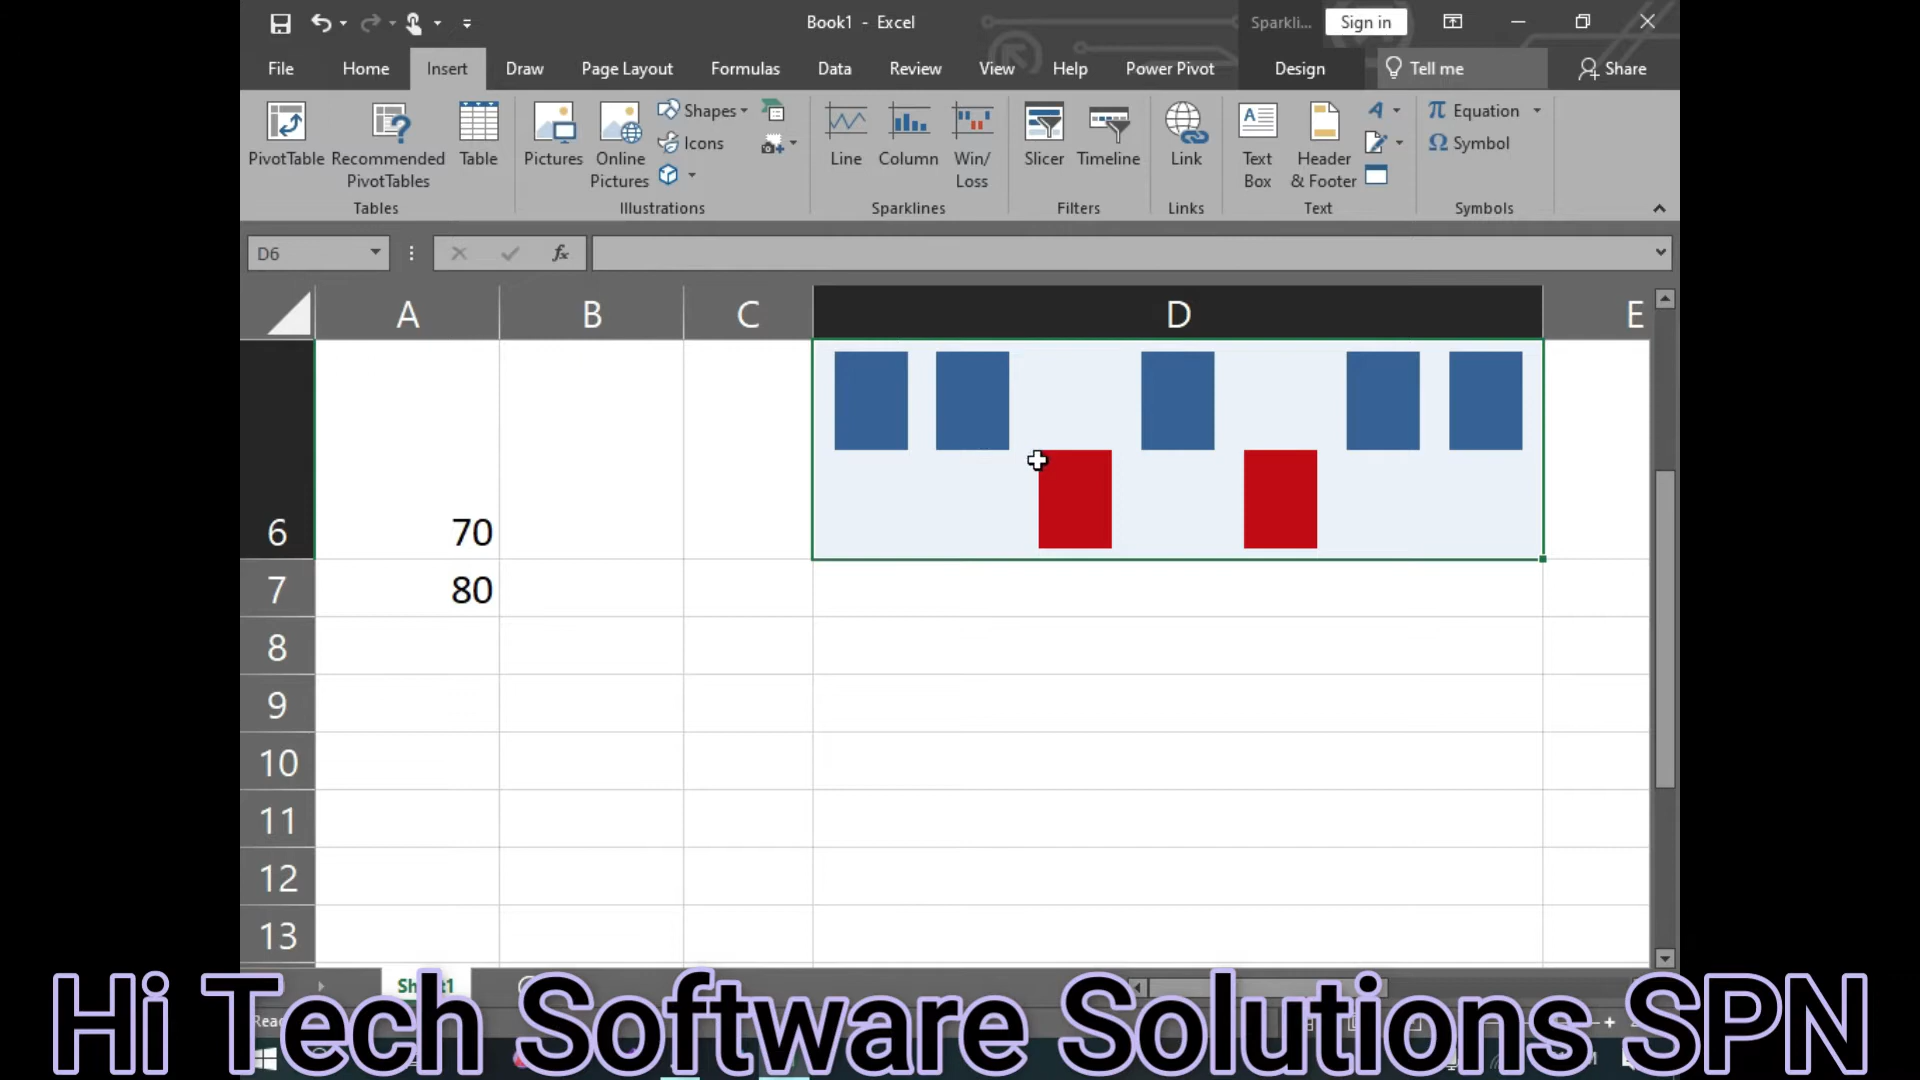 Book1 - Excel
Sparkli...
Sign in
File Home Insert Draw Page Layout Formulas Data Review View Help Power Pivot Design Tell me Share
PivotTable
Recommended
PivotTables
Table
Tables
Pictures
Online
Pictures
Shapes
Icons
Illustrations
Line
Column
Win/
Loss
Sparklines
Slicer
Timeline
Filters
Link
Links
Text
Box
Header
& Footer
Text
Equation
Symbol
Symbols
D6
fx
A B C D E
6 70
7 80
8
9
10
11
12
13
Hi Tech Software Solutions SPN